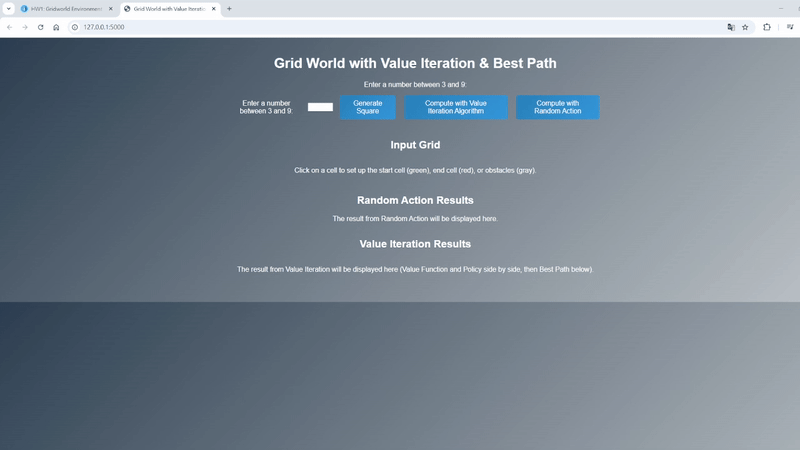 HW1: Gridworld Environment
Grid World with Value Iteration
127.0.0.1:5000
Grid World with Value Iteration & Best Path
Enter a number between 3 and 9:
Enter a number
between 3 and 9:
Generate
Square
Compute with Value
Iteration Algorithm
Compute with
Random Action
Input Grid
Click on a cell to set up the start cell (green), end cell (red), or obstacles (gray).
Random Action Results
The result from Random Action will be displayed here.
Value Iteration Results
The result from Value Iteration will be displayed here (Value Function and Policy side by side, then Best Path below).